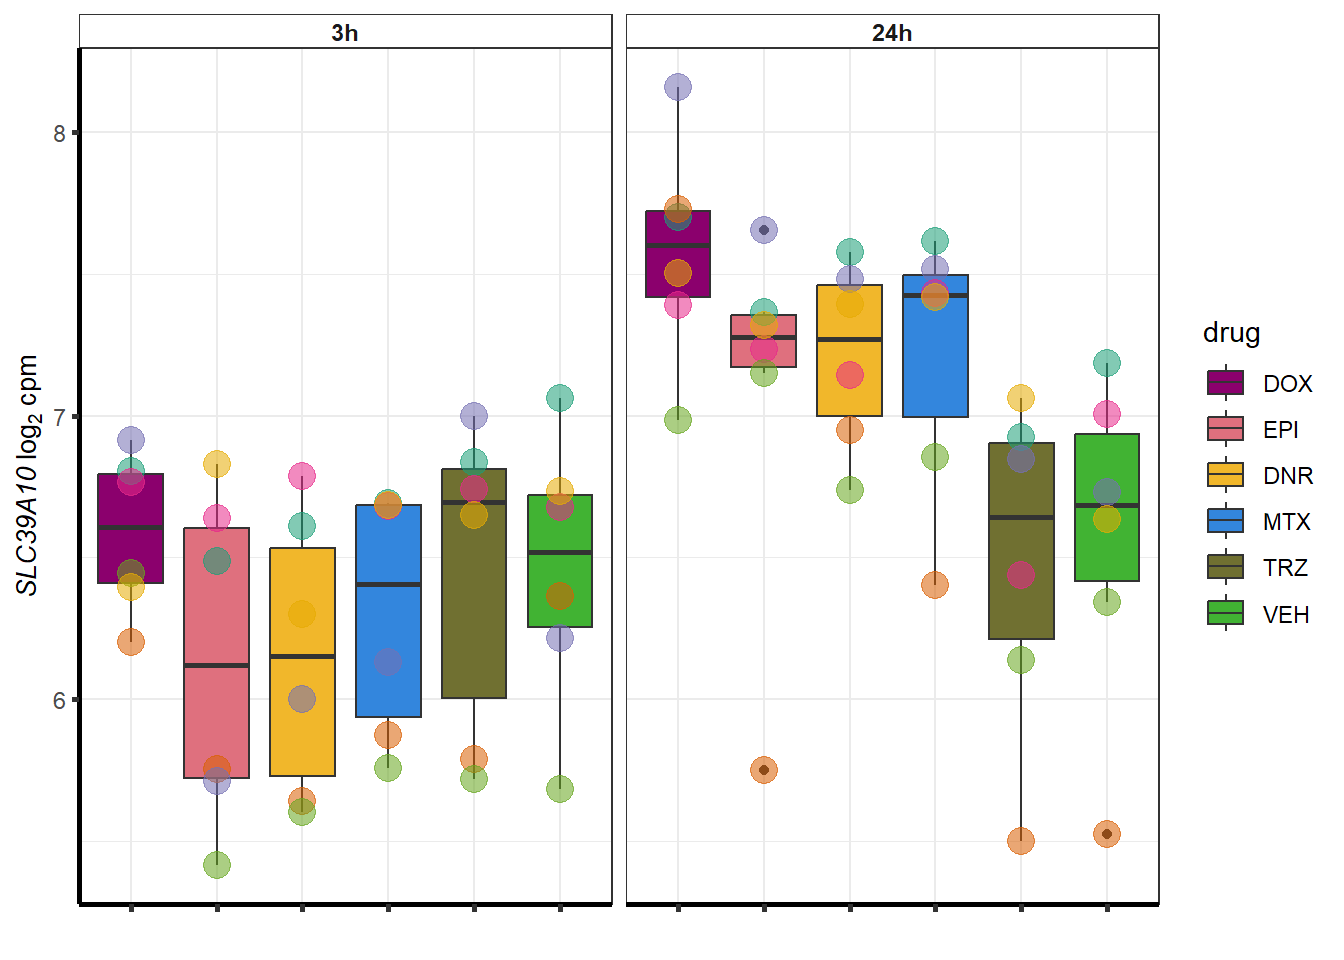 3h
24h
8
7
6
SLC39A10 log₂ cpm
drug
DOX
EPI
DNR
MTX
TRZ
VEH